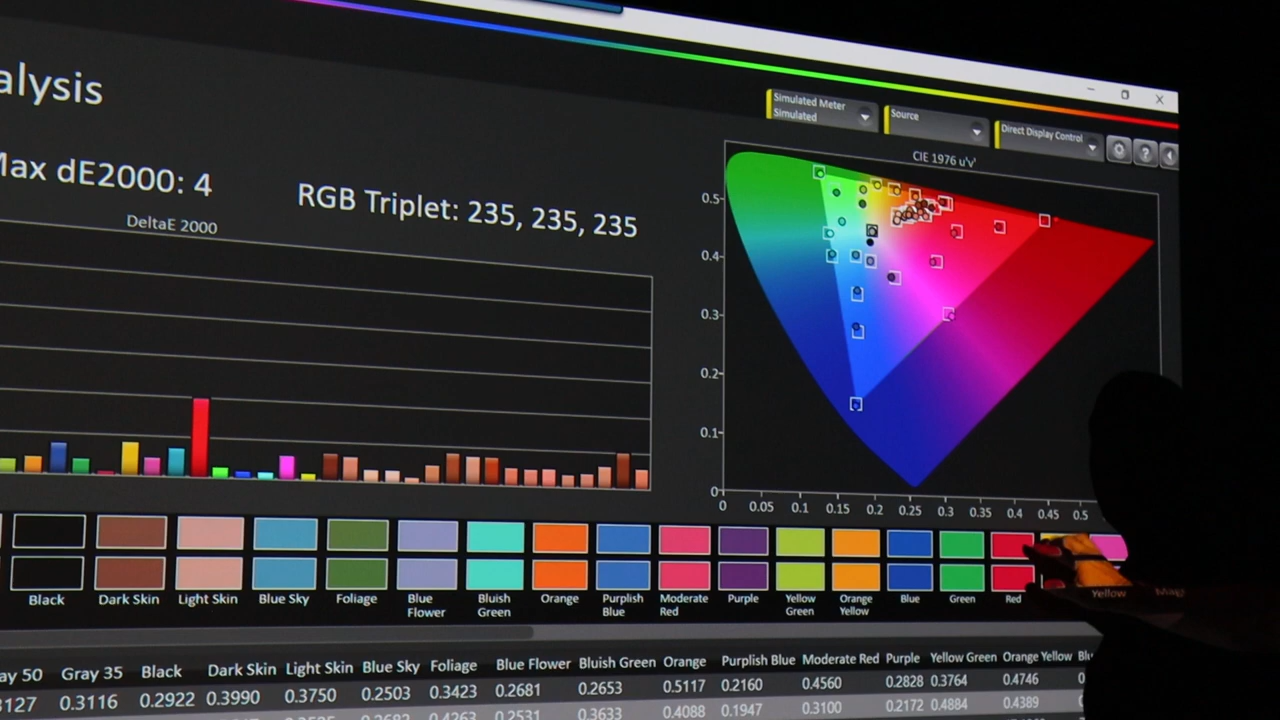 alysis
Simulated Meter
Simulated
Source
Direct Display Control
Max dE2000: 4
RGB Triplet: 235, 235, 235
DeltaE 2000
CIE 1976 u'v'
0.5
0.4
0.3
0.2
0.1
0
0 0.05 0.1 0.15 0.2 0.25 0.3 0.35 0.4 0.45 0.5
Black Dark Skin Light Skin Blue Sky Foliage Blue Flower Bluish Green Orange Purplish Blue Moderate Red Purple Yellow Green Orange Yellow Blue Green Red Yellow
ay 50 Gray 35 Black Dark Skin Light Skin Blue Sky Foliage Blue Flower Bluish Green Orange Purplish Blue Moderate Red Purple Yellow Green Orange Yellow Blu
3127 0.3116 0.2922 0.3990 0.3750 0.2503 0.3423 0.2681 0.2653 0.5117 0.2160 0.4560 0.2828 0.3764 0.4746
0.4263 0.2531 0.3633 0.4088 0.1947 0.3100 0.2172 0.4884 0.4389